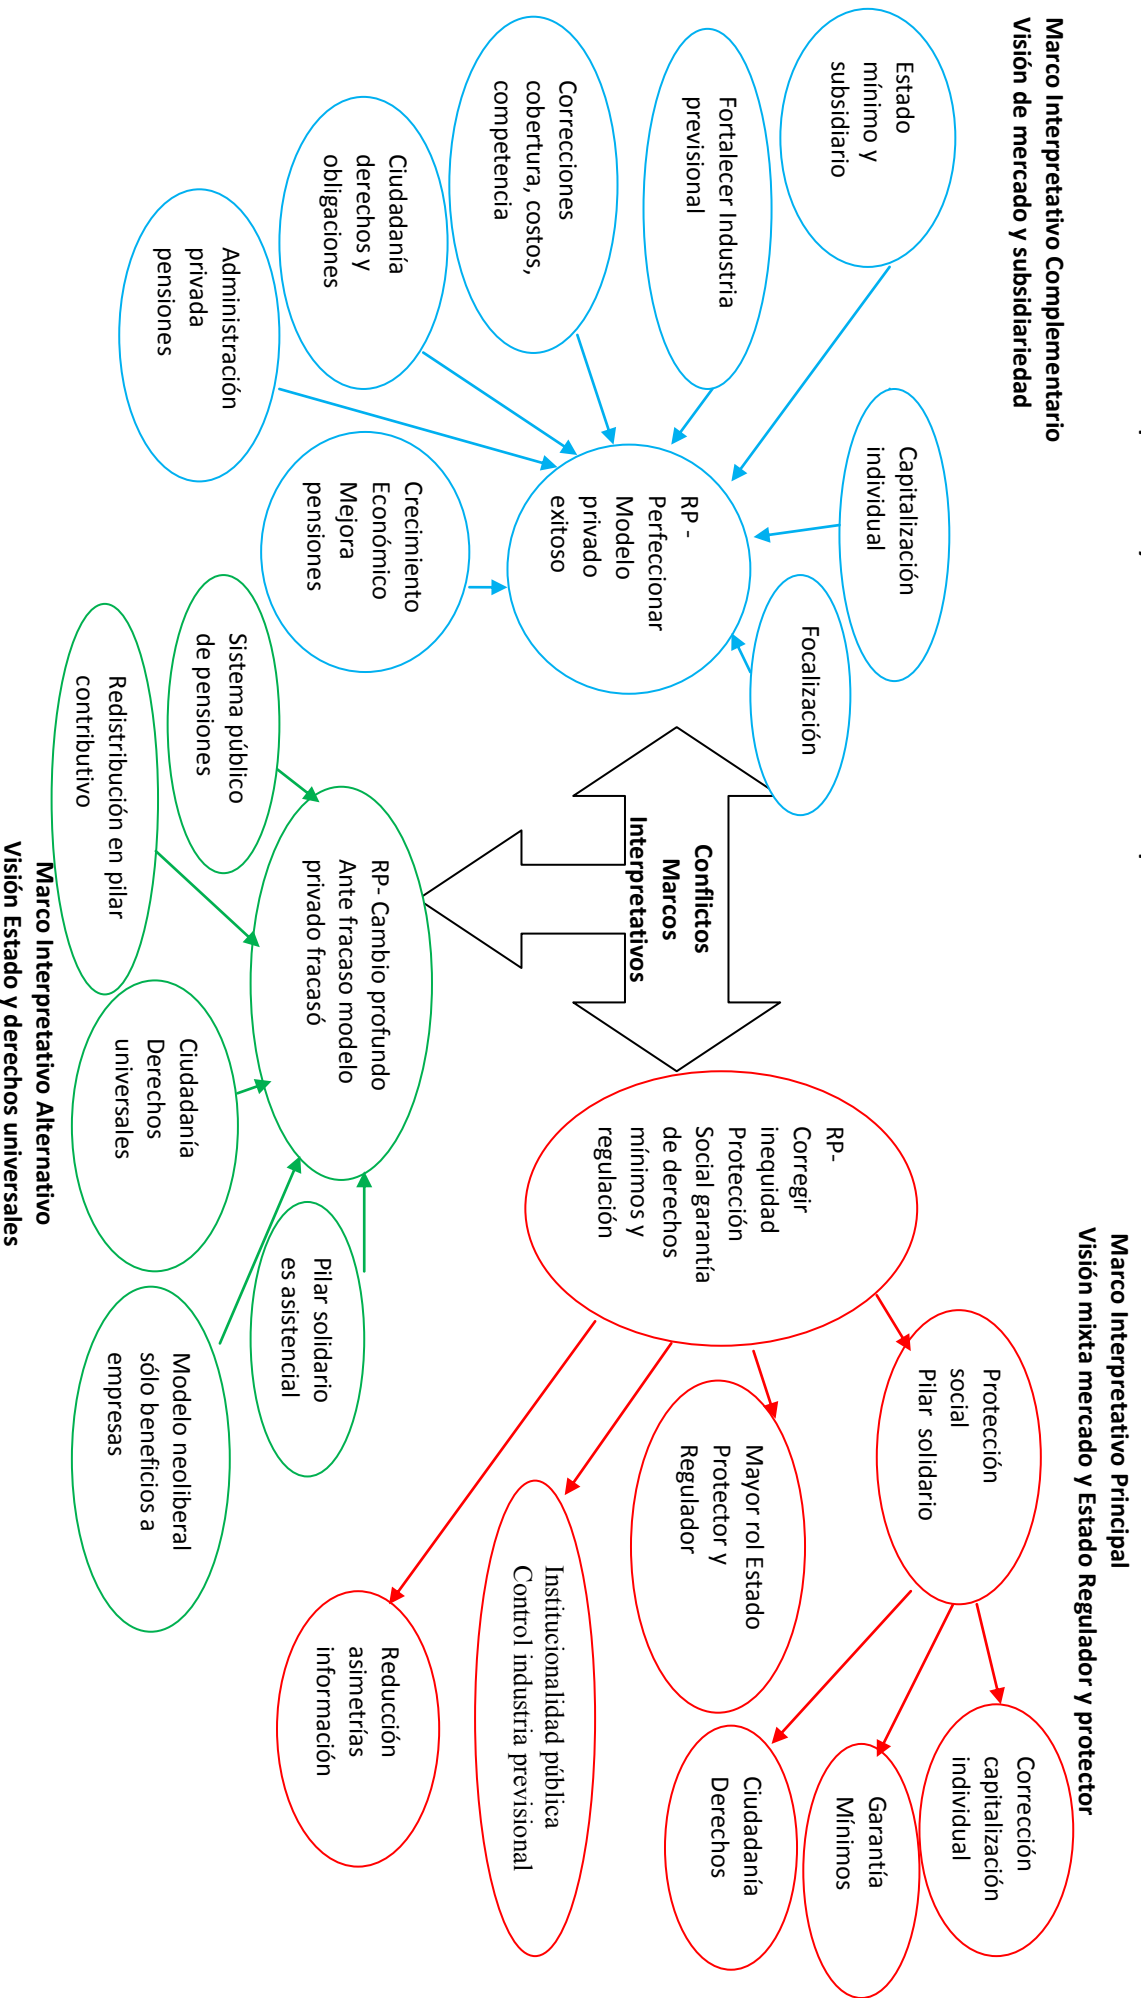 Marco Interpretativo Complementario
Visión de mercado y subsidiariedad
Estado
mínimo y
subsidiario
Fortalecer Industria
previsional
Correcciones
cobertura, costos,
competencia
Ciudadanía
derechos y
obligaciones
Administración
privada
pensiones
Capitalización
individual
Focalización
RP -
Perfeccionar
Modelo
privado
exitoso
Crecimiento
Económico
Mejora
pensiones
Conflictos
Marcos
Interpretativos
Marco Interpretativo Principal
Visión mixta mercado y Estado Regulador y protector
RP-
Corregir
inequidad
Protección
Social garantía
de derechos
mínimos y
regulación
Protección
social
Pilar solidario
Mayor rol Estado
Protector y
Regulador
Institucionalidad pública
Control industria previsional
Reducción
asimetrías
información
Corrección
capitalización
individual
Garantía
Mínimos
Ciudadanía
Derechos
Sistema público
de pensiones
Redistribución en pilar
contributivo
RP- Cambio profundo
Ante fracaso modelo
privado fracasó
Ciudadanía
Derechos
universales
Pilar solidario
es asistencial
Modelo neoliberal
sólo beneficios a
empresas
Marco Interpretativo Alternativo
Visión Estado y derechos universales